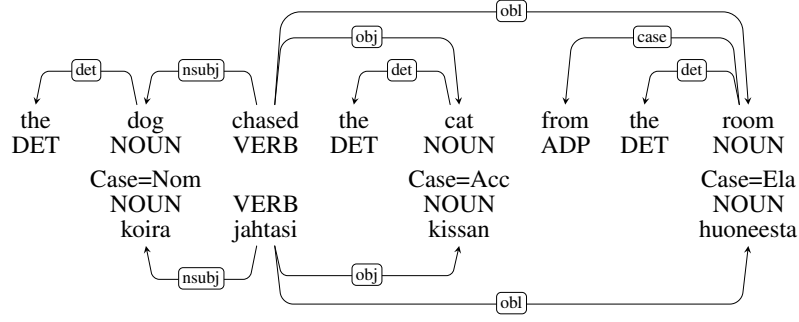 obl
obj case
det nsubj det det
the dog chased the cat from the room
DET NOUN VERB DET NOUN ADP DET NOUN
Case=Nom Case=Acc Case=Ela
NOUN VERB NOUN NOUN
koira jahtasi kissan huoneesta
nsubj obj
obl